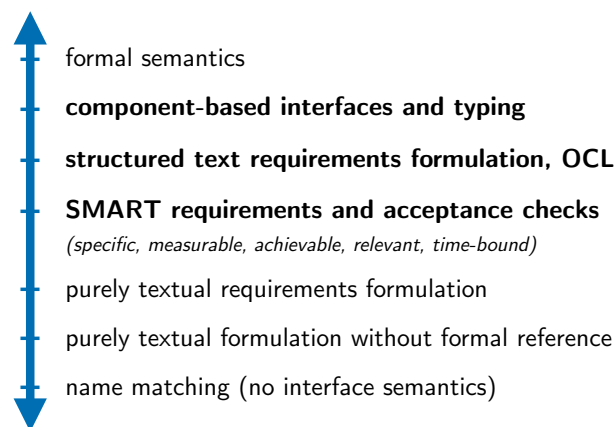 formal semantics
component-based interfaces and typing
structured text requirements formulation, OCL
SMART requirements and acceptance checks
(specific, measurable, achievable, relevant, time-bound)
purely textual requirements formulation
purely textual formulation without formal reference
name matching (no interface semantics)